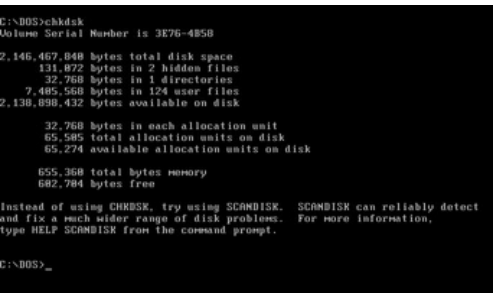 C:\DOS>chkdsk
Volume Serial Number is 3E76-4B58
2,146,467,840 bytes total disk space
131,072 bytes in 2 hidden files
32,768 bytes in 1 directories
7,405,568 bytes in 124 user files
2,138,898,432 bytes available on disk
32,768 bytes in each allocation unit
65,505 total allocation units on disk
65,274 available allocation units on disk
655,360 total bytes memory
602,704 bytes free
Instead of using CHKDSK, try using SCANDISK.  SCANDISK can reliably detect
and fix a much wider range of disk problems.  For more information,
type HELP SCANDISK from the command prompt.
C:\DOS>_